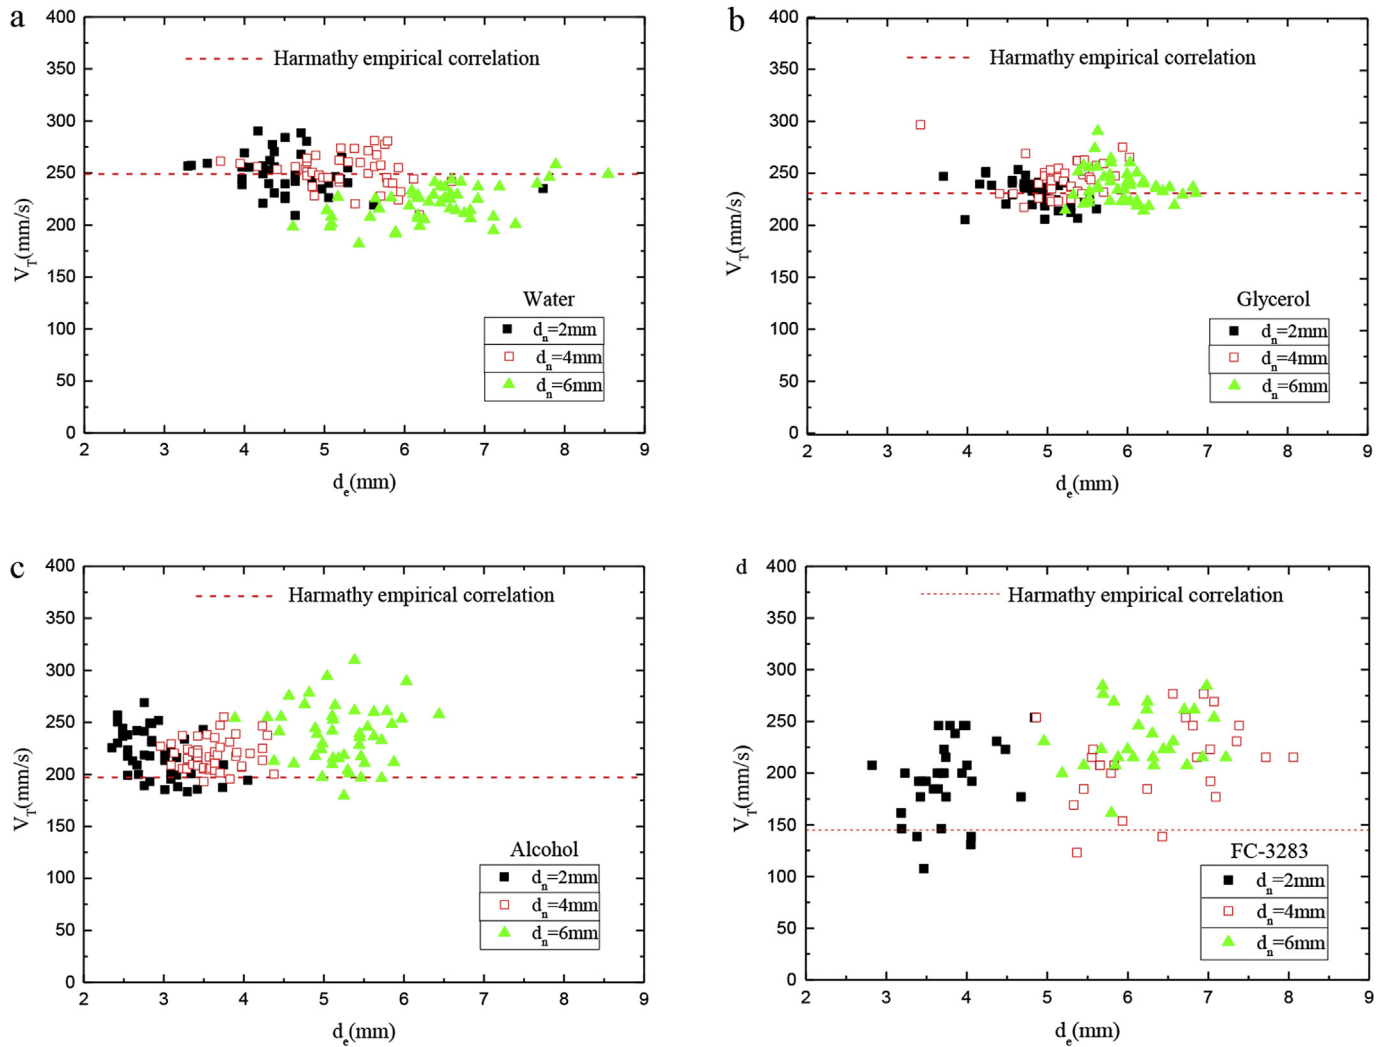 a
400
350
300
250
200
150
100
50
0
V_T(mm/s)
Harmathy empirical correlation
Water
d_n=2mm
d_n=4mm
d_n=6mm
2 3 4 5 6 7 8 9
d_e(mm)
b
400
350
300
250
200
150
100
50
0
V_T(mm/s)
Harmathy empirical correlation
Glycerol
d_n=2mm
d_n=4mm
d_n=6mm
2 3 4 5 6 7 8 9
d_e(mm)
c
400
350
300
250
200
150
100
50
0
V_T(mm/s)
Harmathy empirical correlation
Alcohol
d_n=2mm
d_n=4mm
d_n=6mm
2 3 4 5 6 7 8 9
d_e(mm)
d
400
350
300
250
200
150
100
50
0
V_T(mm/s)
Harmathy empirical correlation
FC-3283
d_n=2mm
d_n=4mm
d_n=6mm
2 3 4 5 6 7 8 9
d_e(mm)